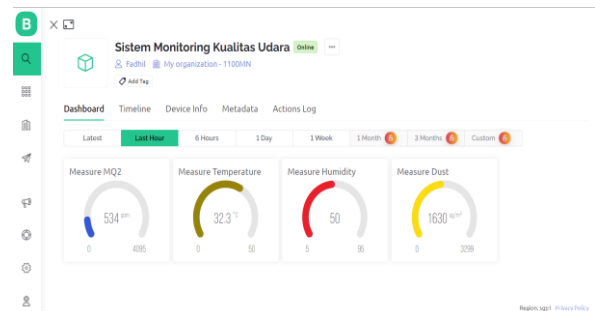 B
Sistem Monitoring Kualitas Udara Online
Fadhil My organization - 1100MN
Add Tag
Dashboard Timeline Device Info Metadata Actions Log
Latest Last Hour 6 Hours 1 Day 1 Week 1 Month 3 Months Custom
Measure MQ2 Measure Temperature Measure Humidity Measure Dust
534 ppm 32.3 °C 50 1630 ug/m³
0 4095 0 50 5 95 0 3298
Region: sgp1 Privacy Policy